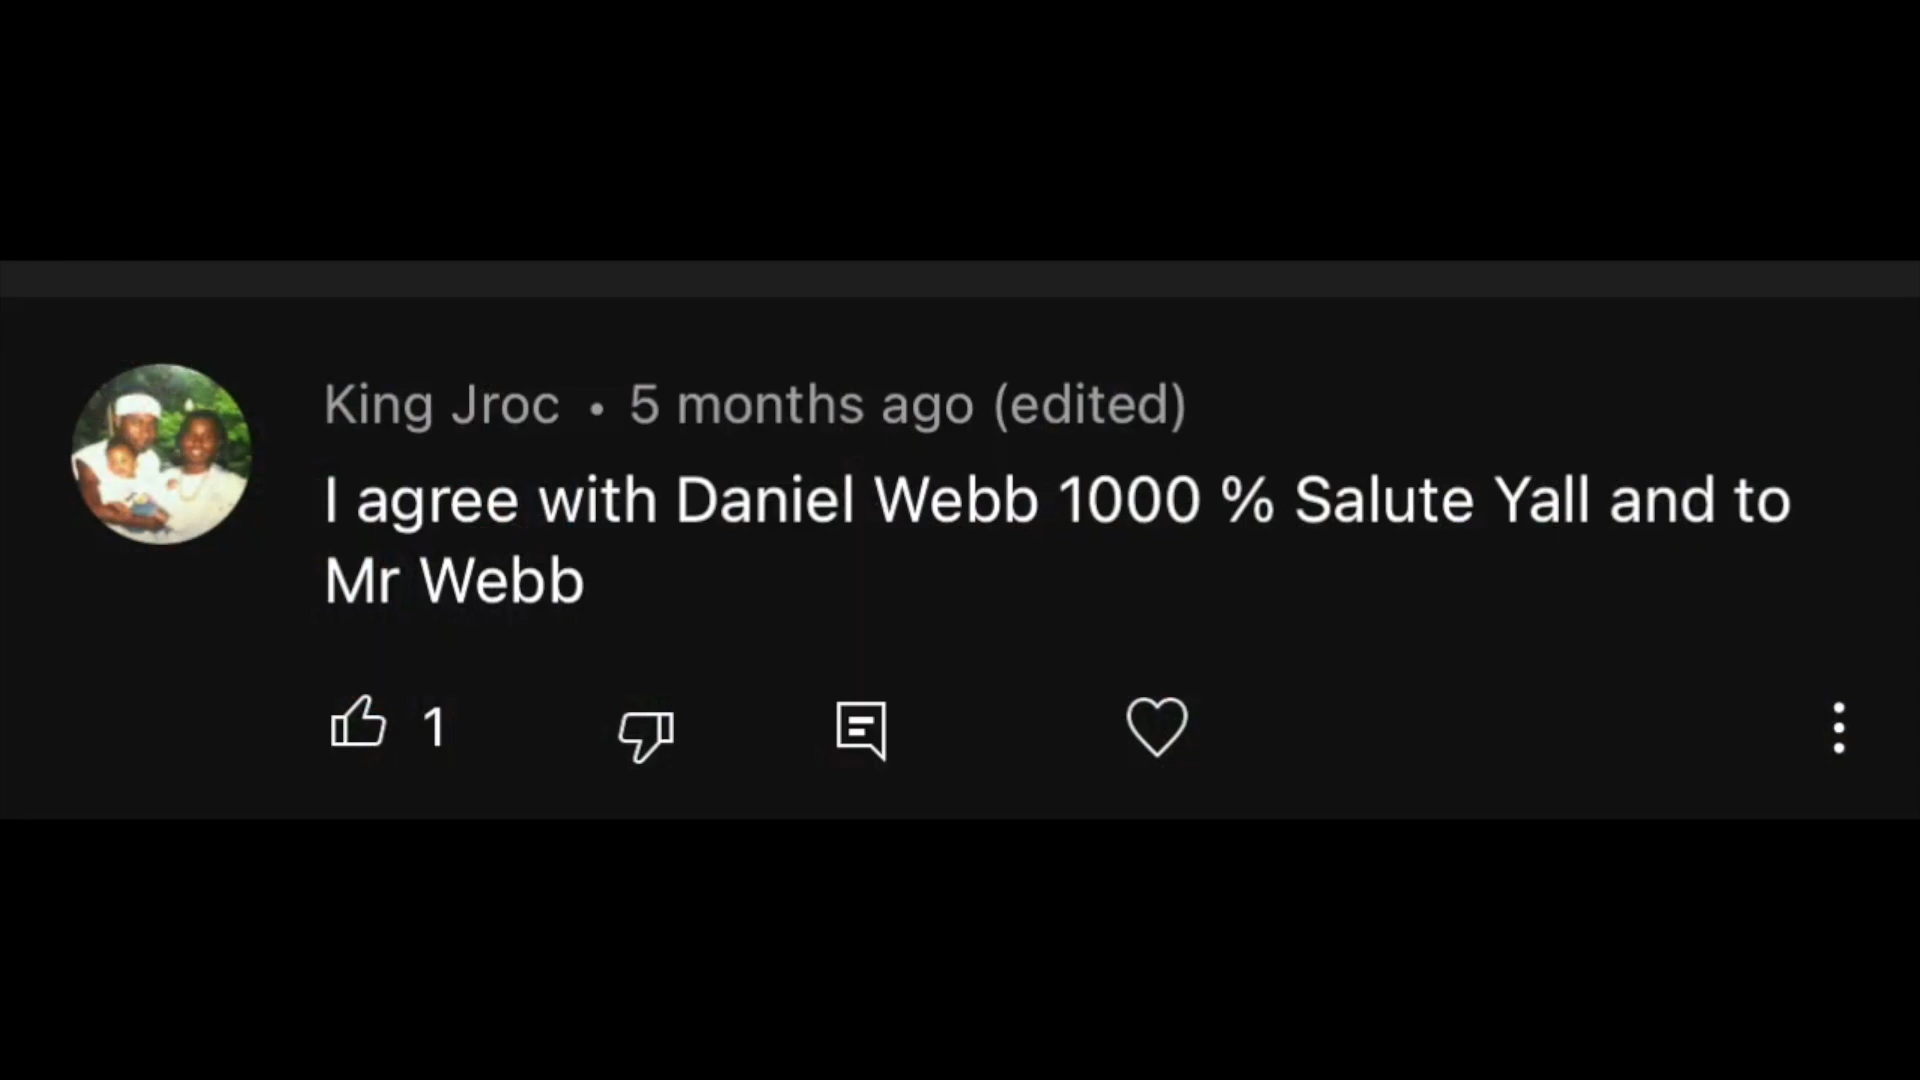 King Jroc • 5 months ago (edited)
I agree with Daniel Webb 1000 % Salute Yall and to
Mr Webb
1